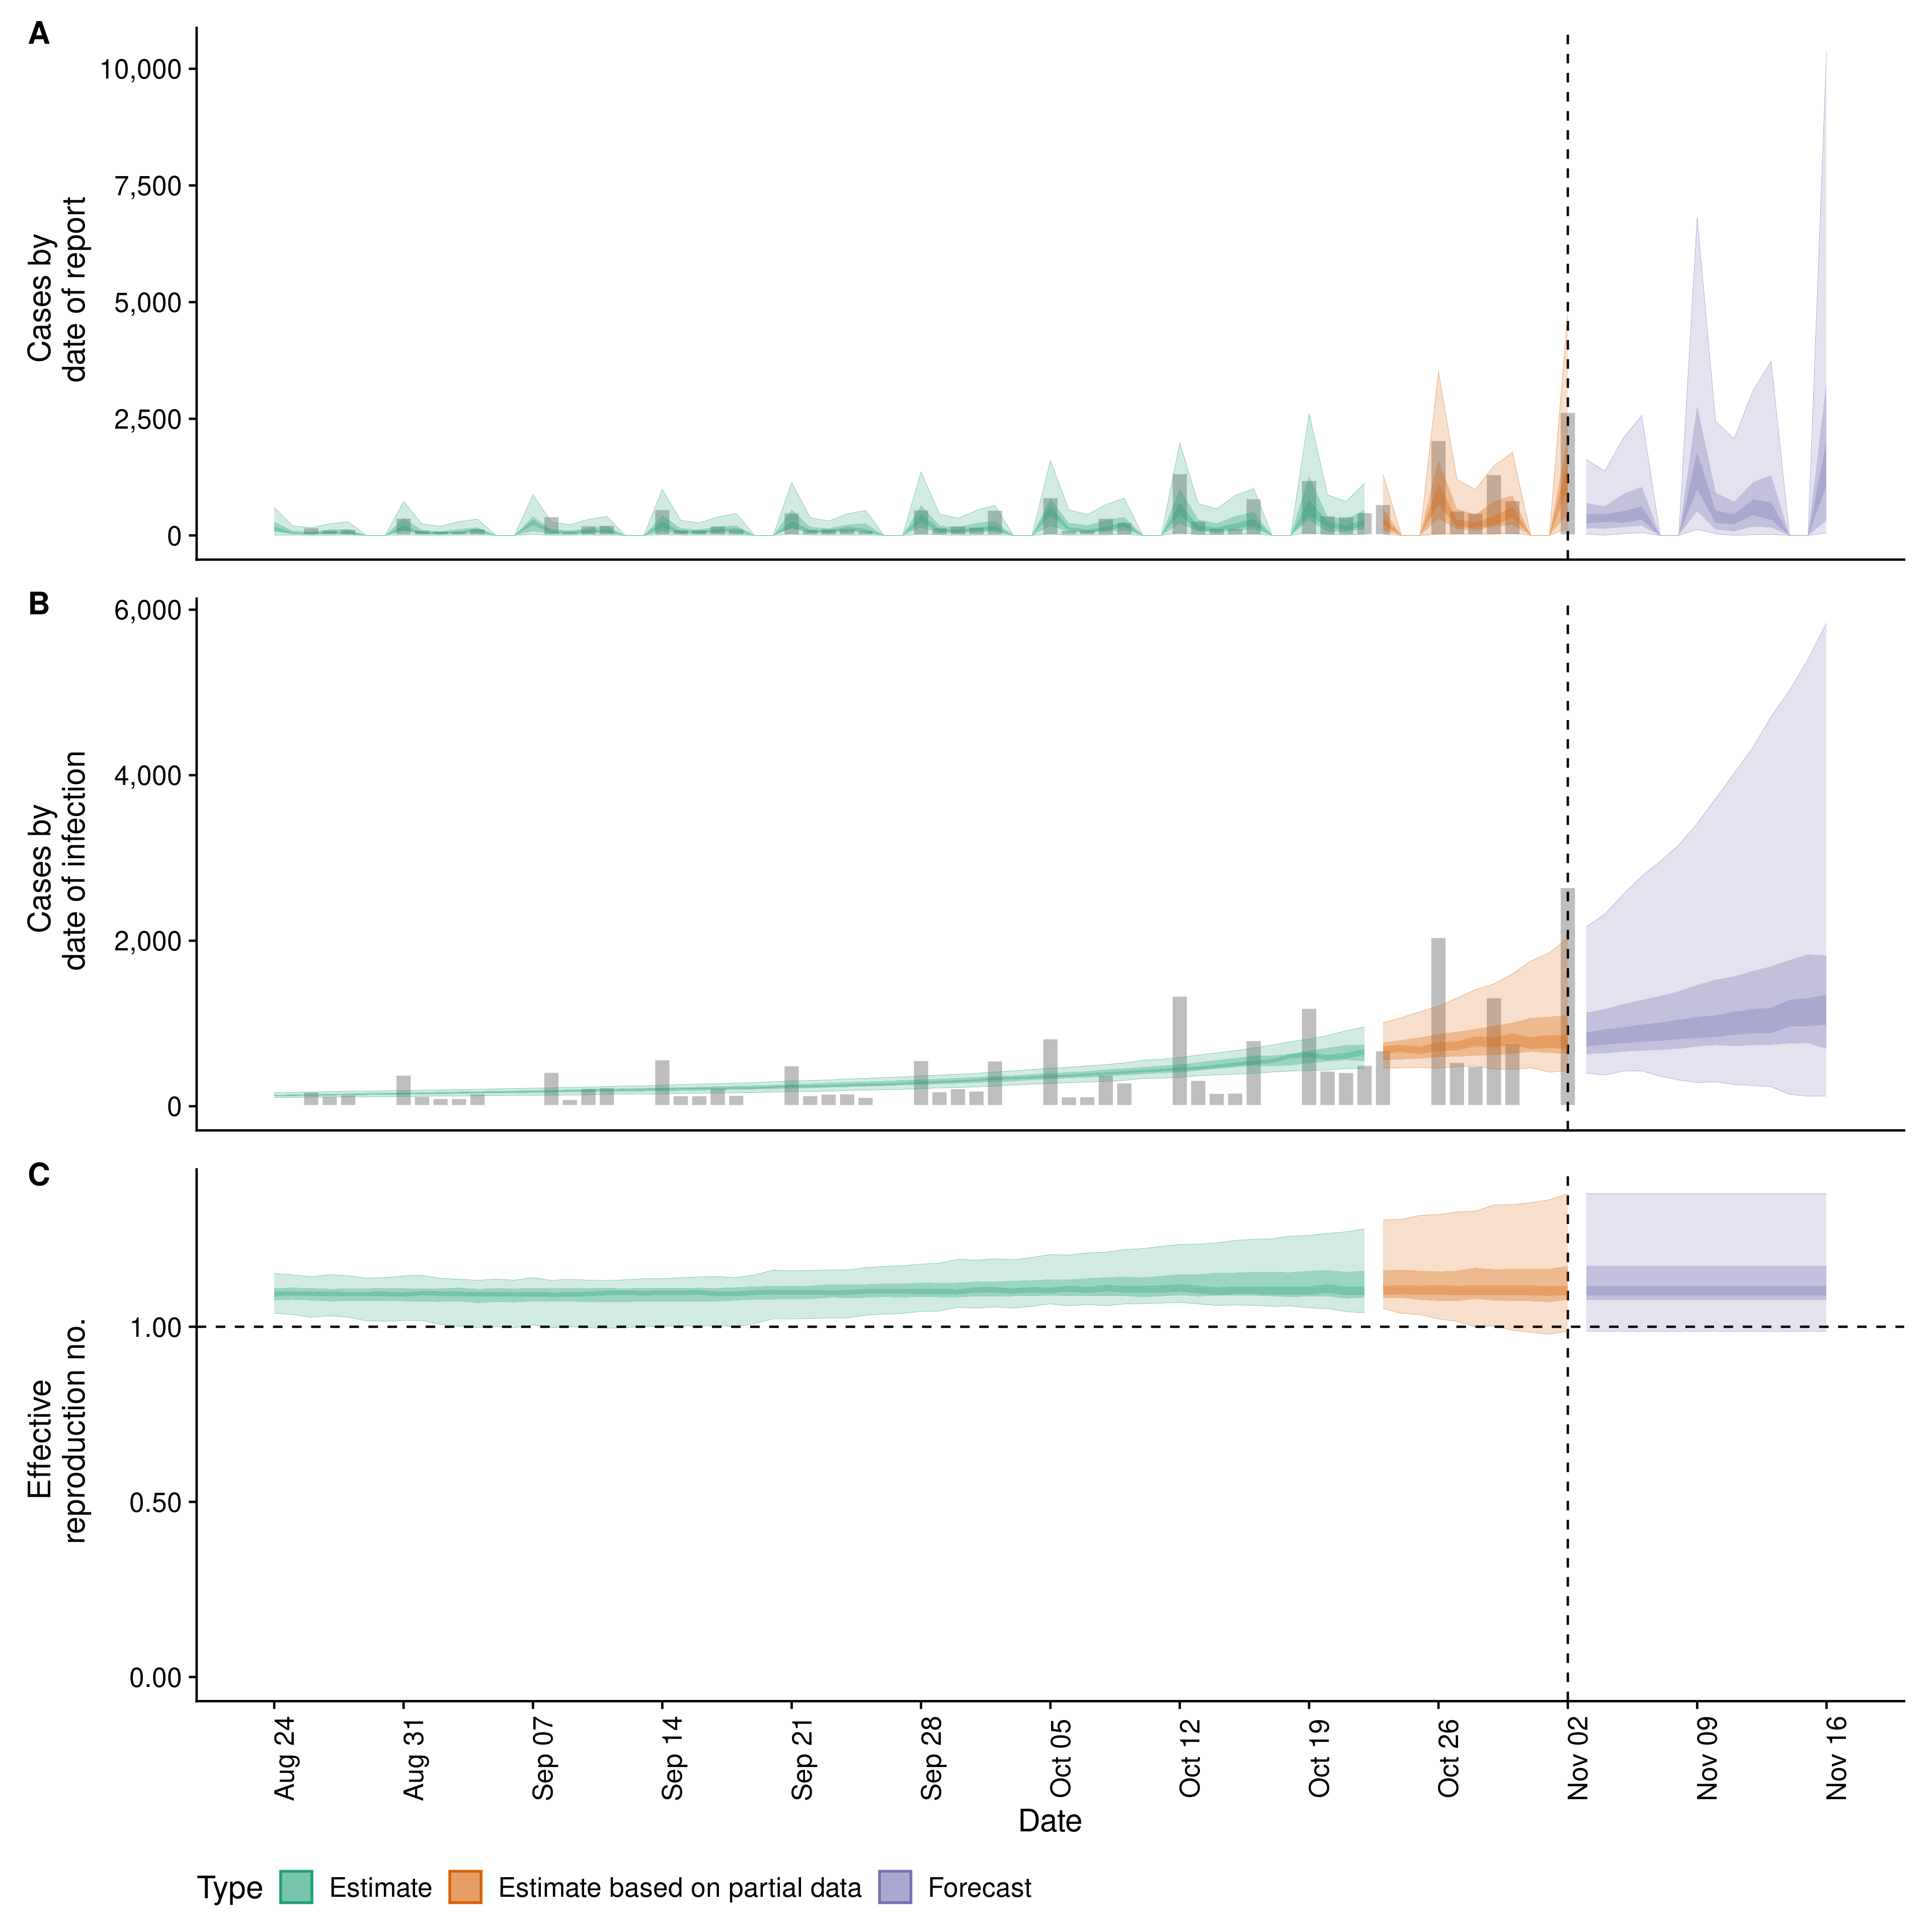 A
Cases by
date of report
10,000
7,500
5,000
2,500
0
B
Cases by
date of infection
6,000
4,000
2,000
0
C
Effective
reproduction no.
1.00
0.50
0.00
Aug 24
Aug 31
Sep 07
Sep 14
Sep 21
Sep 28
Oct 05
Oct 12
Oct 19
Oct 26
Nov 02
Nov 09
Nov 16
Date
Type Estimate Estimate based on partial data Forecast